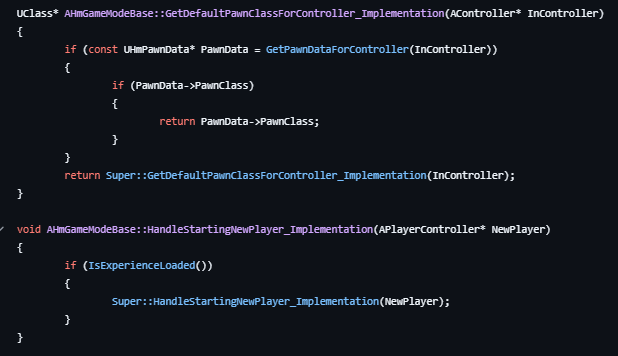 UClass* AHmGameModeBase::GetDefaultPawnClassForController_Implementation(AController* InController)
{
if (const UHmPawnData* PawnData = GetPawnDataForController(InController))
{
if (PawnData->PawnClass)
{
return PawnData->PawnClass;
}
}
return Super::GetDefaultPawnClassForController_Implementation(InController);
}
void AHmGameModeBase::HandleStartingNewPlayer_Implementation(APlayerController* NewPlayer)
{
if (IsExperienceLoaded())
{
Super::HandleStartingNewPlayer_Implementation(NewPlayer);
}
}